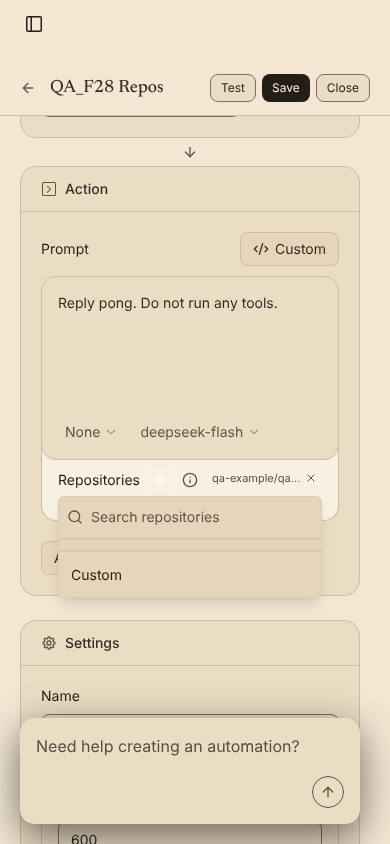 QA_F28 Repos
Test
Save
Close
Action
Prompt
Custom
Reply pong. Do not run any tools.
None
deepseek-flash
Repositories
qa-example/qa...
Search repositories
Custom
Settings
Name
Need help creating an automation?
600